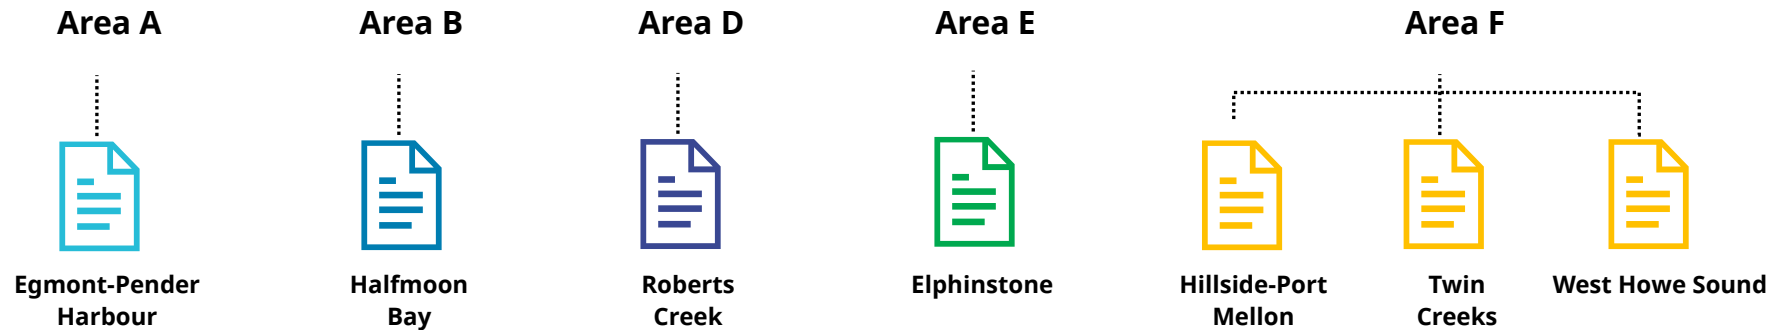 Area A
Area B
Area D
Area E
Area F
Egmont-Pender
Harbour
Halfmoon
Bay
Roberts
Creek
Elphinstone
Hillside-Port
Mellon
Twin
Creeks
West Howe Sound